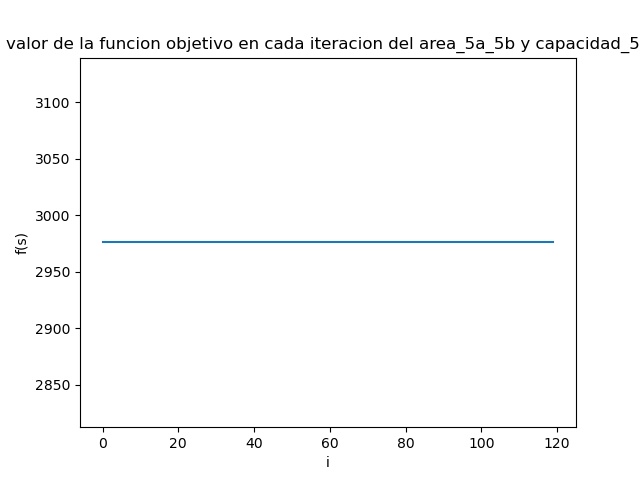 valor de la funcion objetivo en cada iteracion del area_5a_5b y capacidad_5
3100
3050
3000
2950
2900
2850
f(s)
0 20 40 60 80 100 120
i